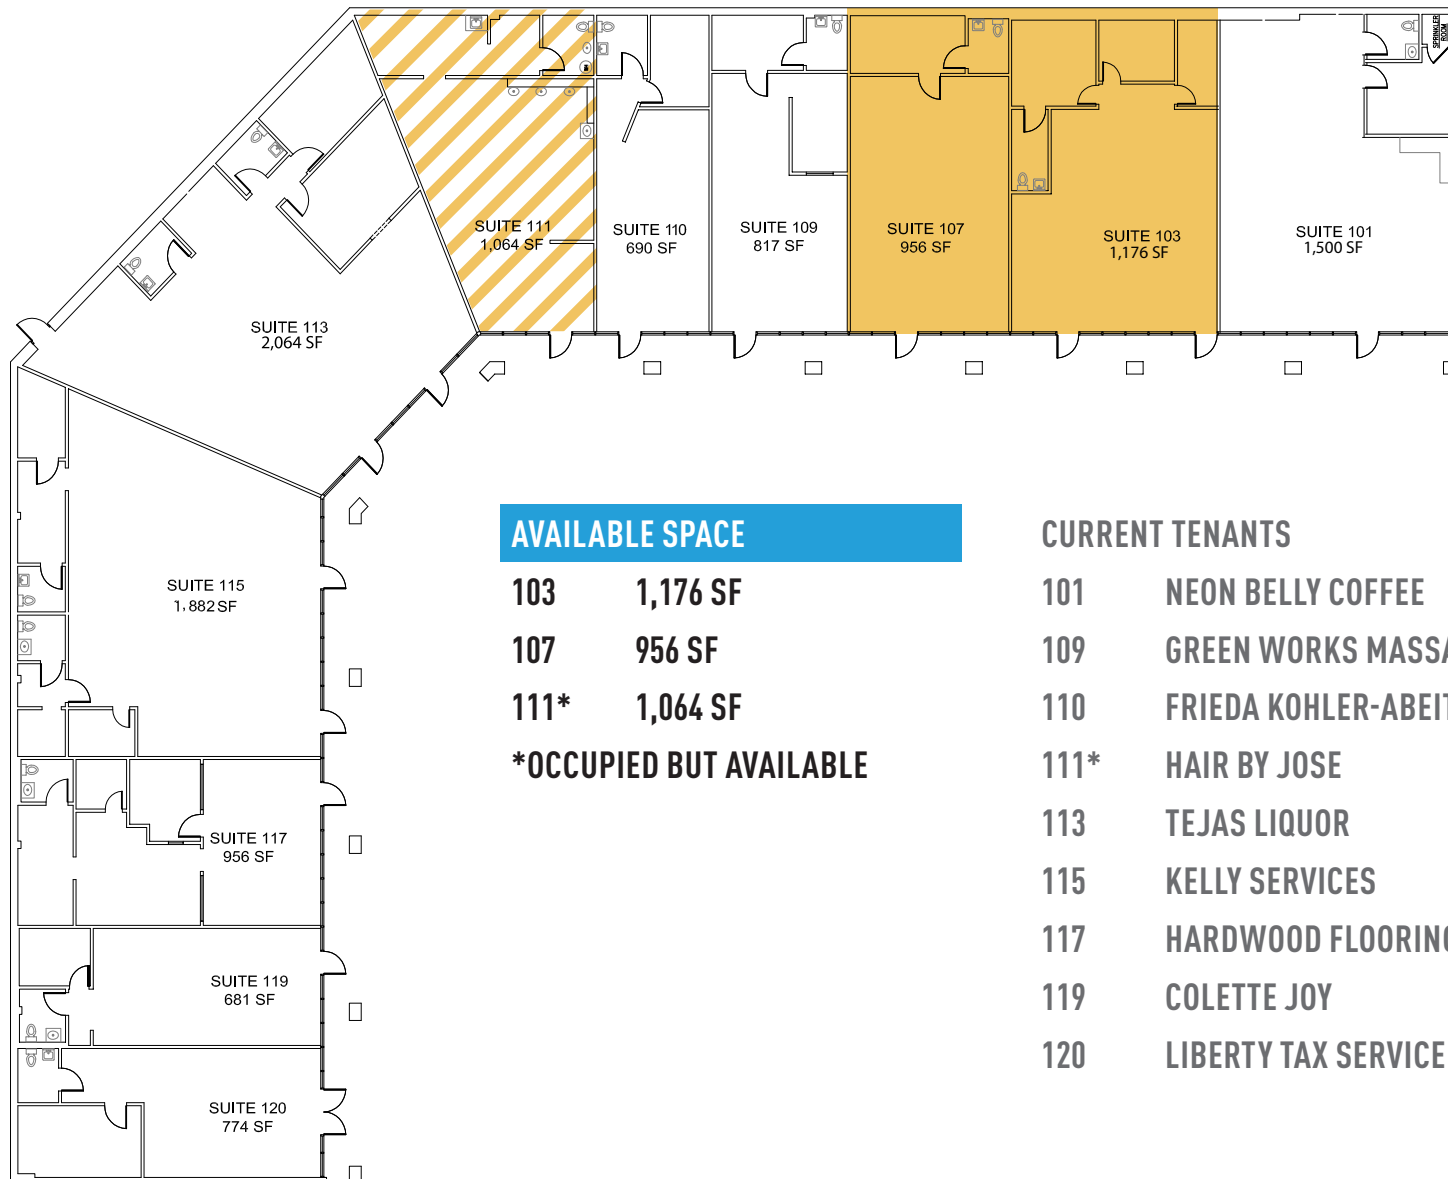 SPRINKLER
ROOM
SUITE 111
1,064 SF
SUITE 110
690 SF
SUITE 109
817 SF
SUITE 107
956 SF
SUITE 103
1,176 SF
SUITE 101
1,500 SF
SUITE 113
2,064 SF
SUITE 115
1,882 SF
SUITE 117
956 SF
SUITE 119
681 SF
SUITE 120
774 SF
AVAILABLE SPACE
103 1,176 SF
107 956 SF
111* 1,064 SF
*OCCUPIED BUT AVAILABLE
CURRENT TENANTS
101 NEON BELLY COFFEE
109 GREEN WORKS
110 FRIEDA
111* HAIR BY JOSE
113 TEJAS LIQUOR
115 KELLY SERVICES
117 HARDWOOD FLOORING
119 COLETTE JOY
120 LIBERTY TAX SERVICE